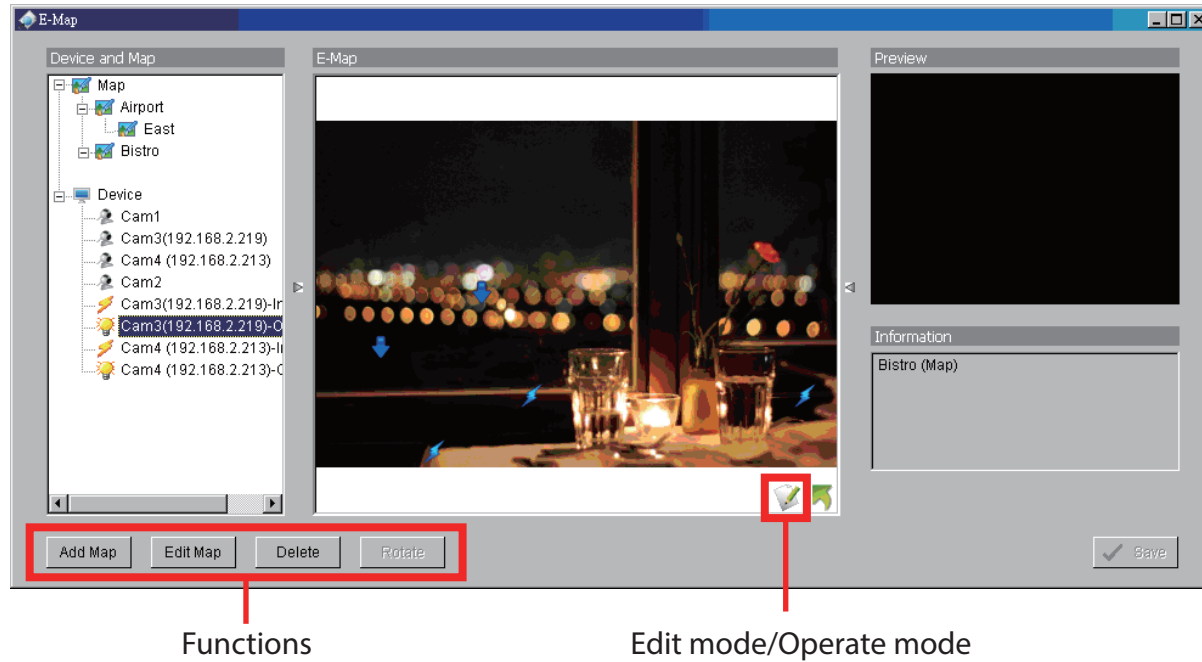 E-Map
Device and Map
Map
Airport
East
Bistro
Device
Cam1
Cam3(192.168.2.219)
Cam4 (192.168.2.213)
Cam2
Cam3(192.168.2.219)-In
Cam3(192.168.2.219)-O
Cam4 (192.168.2.213)-I
Cam4 (192.168.2.213)-O
E-Map
Preview
Information
Bistro (Map)
Add Map
Edit Map
Delete
Rotate
Save
Functions
Edit mode/Operate mode